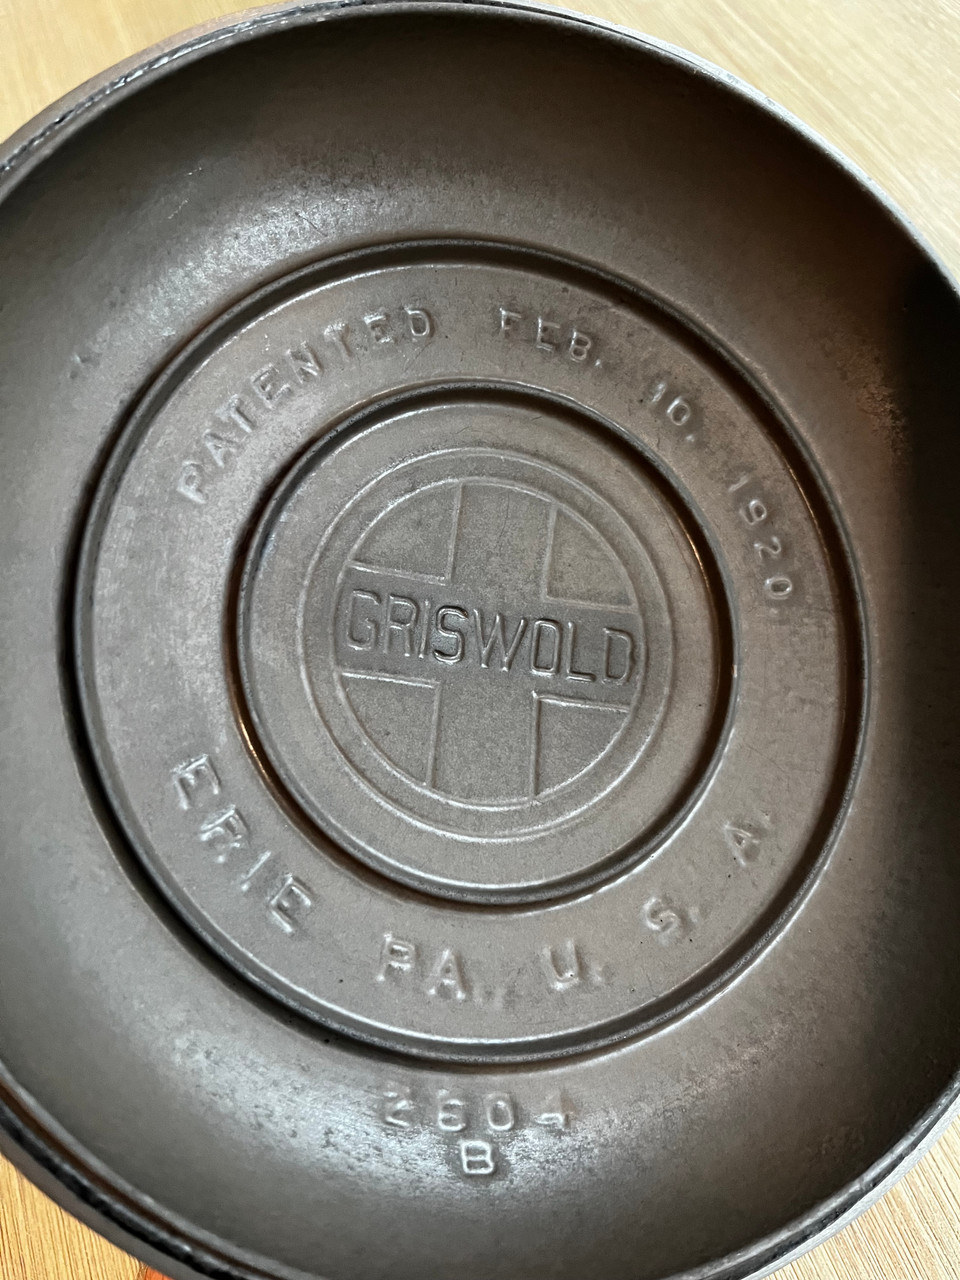 PATENTED FEB. 10. 1920
GRISWOLD
ERIE PA., U. S. A.
2604
B